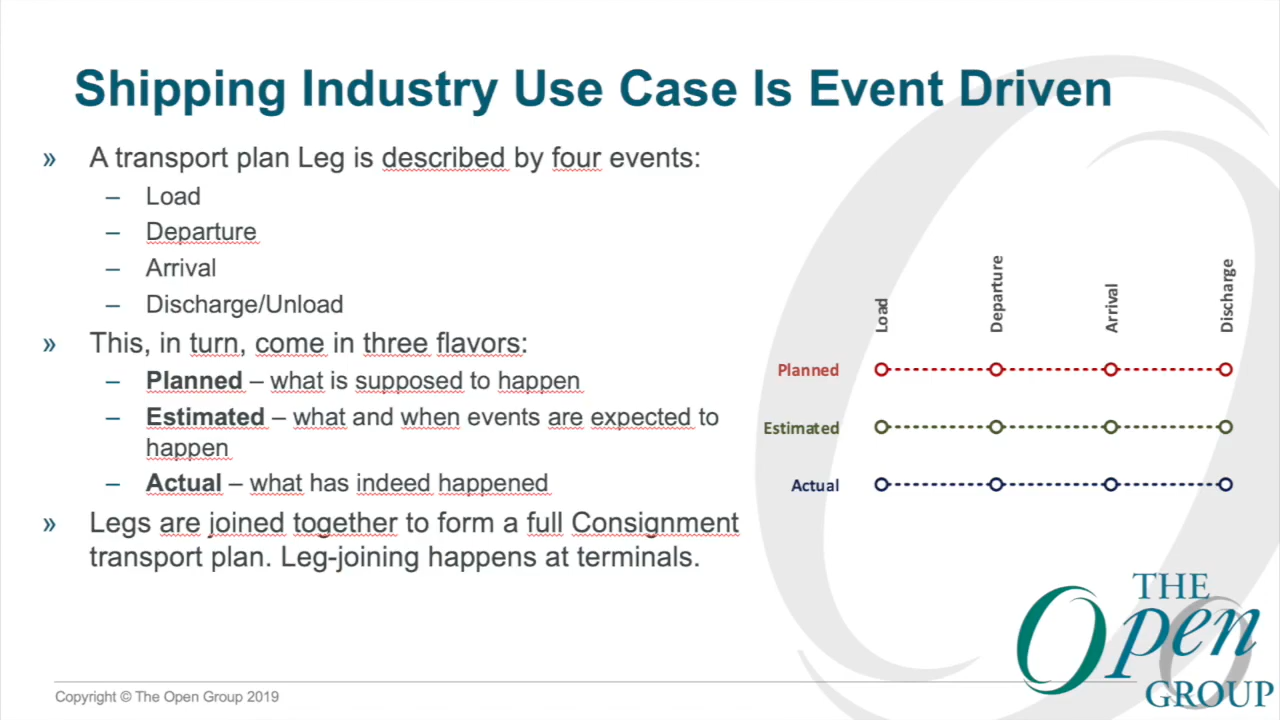 Shipping Industry Use Case Is Event Driven
» A transport plan Leg is described by four events:
– Load
– Departure
– Arrival
– Discharge/Unload
» This, in turn, come in three flavors:
– Planned – what is supposed to happen
– Estimated – what and when events are expected to
happen
– Actual – what has indeed happened
» Legs are joined together to form a full Consignment
transport plan. Leg-joining happens at terminals.
Load
Departure
Arrival
Discharge
Planned
Estimated
Actual
THE
Open
GROUP
Copyright © The Open Group 2019